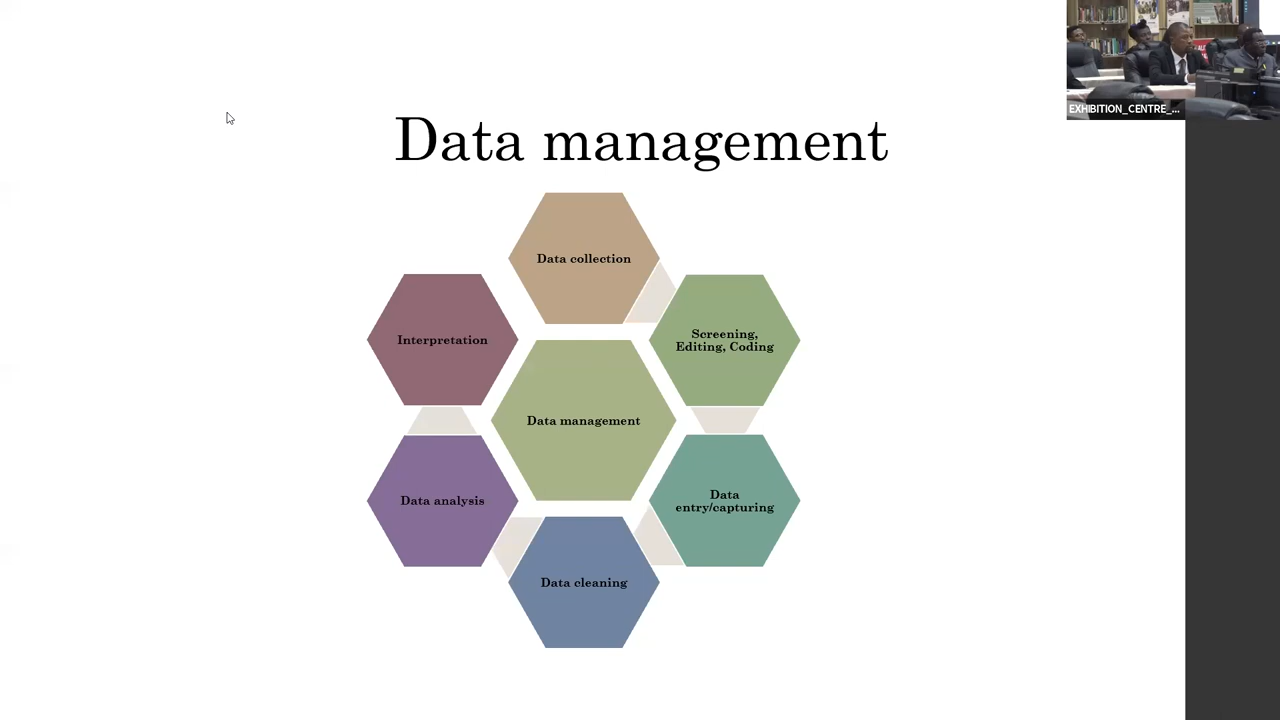 EXHIBITION_CENTRE_...
Data management
Data collection
Screening,
Editing, Coding
Interpretation
Data management
Data
entry/capturing
Data analysis
Data cleaning